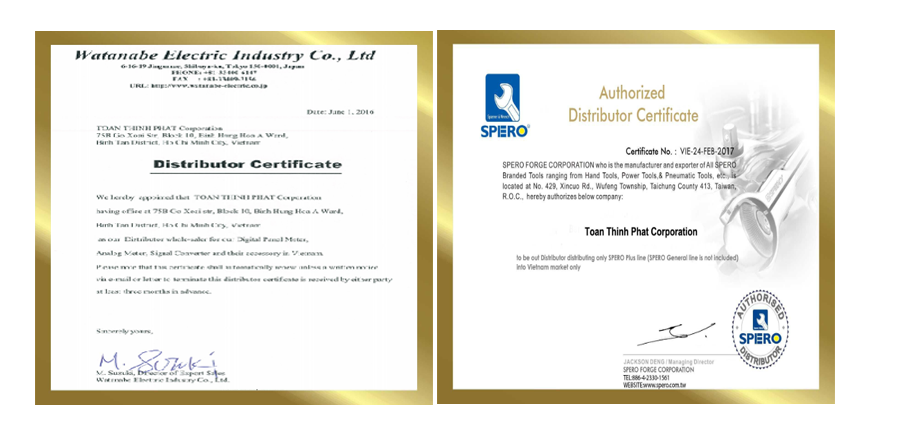 Watanabe Electric Industry Co., Ltd
6-16-19 Jingumae, Shibuya-ku, Tokyo 150-0001, Japan
URL: http://www.watanabe-electric.co.jp
Date: June 1, 2016
TOAN THINH PHAT Corporation
75B Go Xoai Str, Block 10, Binh Hung Hoa A Ward,
Binh Tan District, Ho Chi Minh City, Vietnam
Distributor Certificate
We hereby appointed that TOAN THINH PHAT Corporation
having office at 75B Go Xoai str, Block 10, Binh Hung Hoa A Ward,
Binh Tan District, Ho Chi Minh City, Vietnam
as our Distributor whole-saler for our Digital Panel Meter,
Analog Meter, Signal Converter and their accessory in Vietnam.
Please note that this certificate shall automatically renew unless a written notice
via e-mail or letter to terminate this distributor certificate is received by either party
at least three months in advance.
Sincerely yours,
M. Suzuki
M. Suzuki, Director of Export Sales
Watanabe Electric Industry Co., Ltd.
SPERO
Authorized
Distributor Certificate
Certificate No. : VIE-24-FEB-2017
SPERO FORGE CORPORATION who is the manufacturer and exporter of All SPERO
Branded Tools ranging from Hand Tools, Power Tools,& Pneumatic Tools, etc., is
located at No. 429, Xincuo Rd., Wufeng Township, Taichung County 413, Taiwan,
R.O.C., hereby authorizes below company:
Toan Thinh Phat Corporation
to be out Distributor distributing only SPERO Plus line (SPERO General line is not included)
into Vietnam market only
AUTHORISED
SPERO
DISTRIBUTOR
JACKSON DENG / Managing Director
SPERO FORGE CORPORATION
TEL:886-4-2330-1561
WEBSITE:www.spero.com.tw